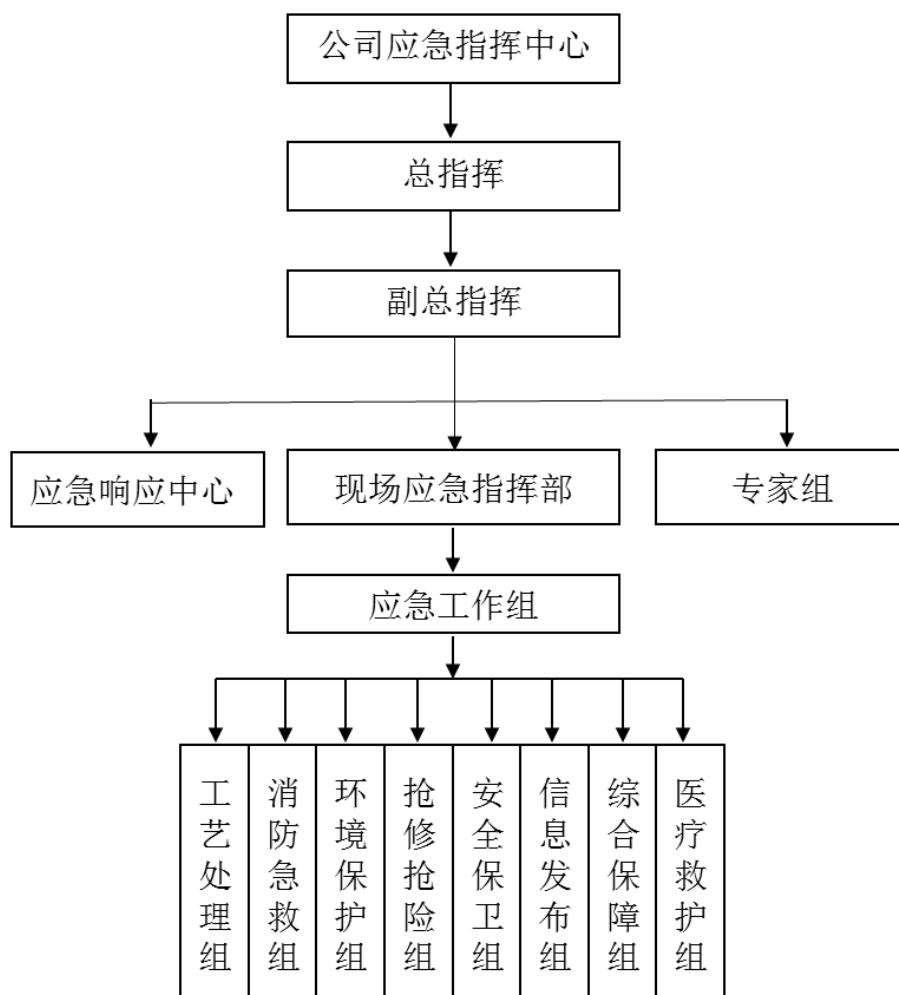 公司应急指挥中心
总指挥
副总指挥
应急响应中心
现场应急指挥部
专家组
应急工作组
工艺处理组
消防急救组
环境保护组
抢修抢险组
安全保卫组
信息发布组
综合保障组
医疗救护组